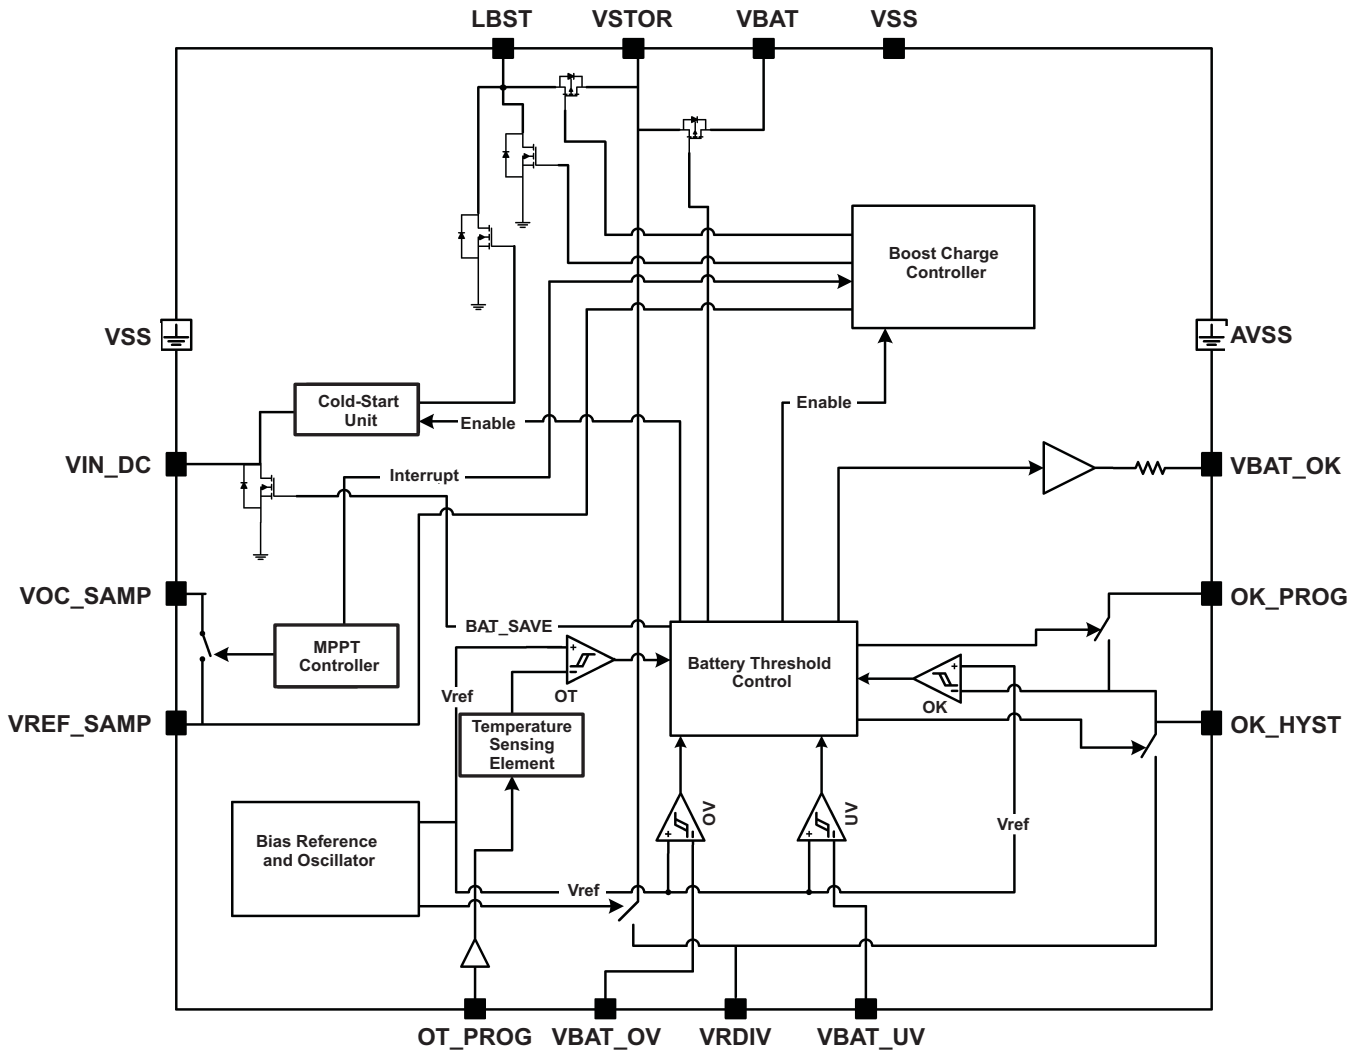 LBST
VSTOR
VBAT
VSS
Boost Charge
Controller
VSS
AVSS
Cold-Start
Unit
Enable
Enable
VIN_DC
Interrupt
VBAT_OK
VOC_SAMP
OK_PROG
BAT_SAVE
MPPT
Controller
+
−
OT
Battery Threshold
Control
+
−
OK
Vref
VREF_SAMP
OK_HYST
Temperature
Sensing
Element
OV
UV
+
−
+
−
Vref
Bias Reference
and Oscillator
Vref
OT_PROG
VBAT_OV
VRDIV
VBAT_UV